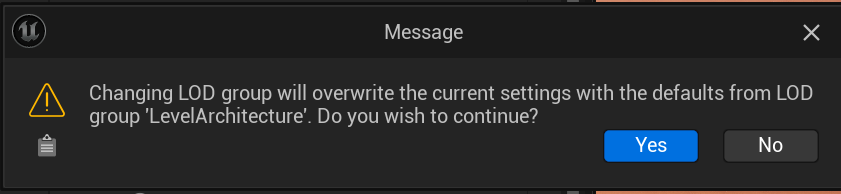 Message
Changing LOD group will overwrite the current settings with the defaults from LOD
group 'LevelArchitecture'. Do you wish to continue?
Yes
No